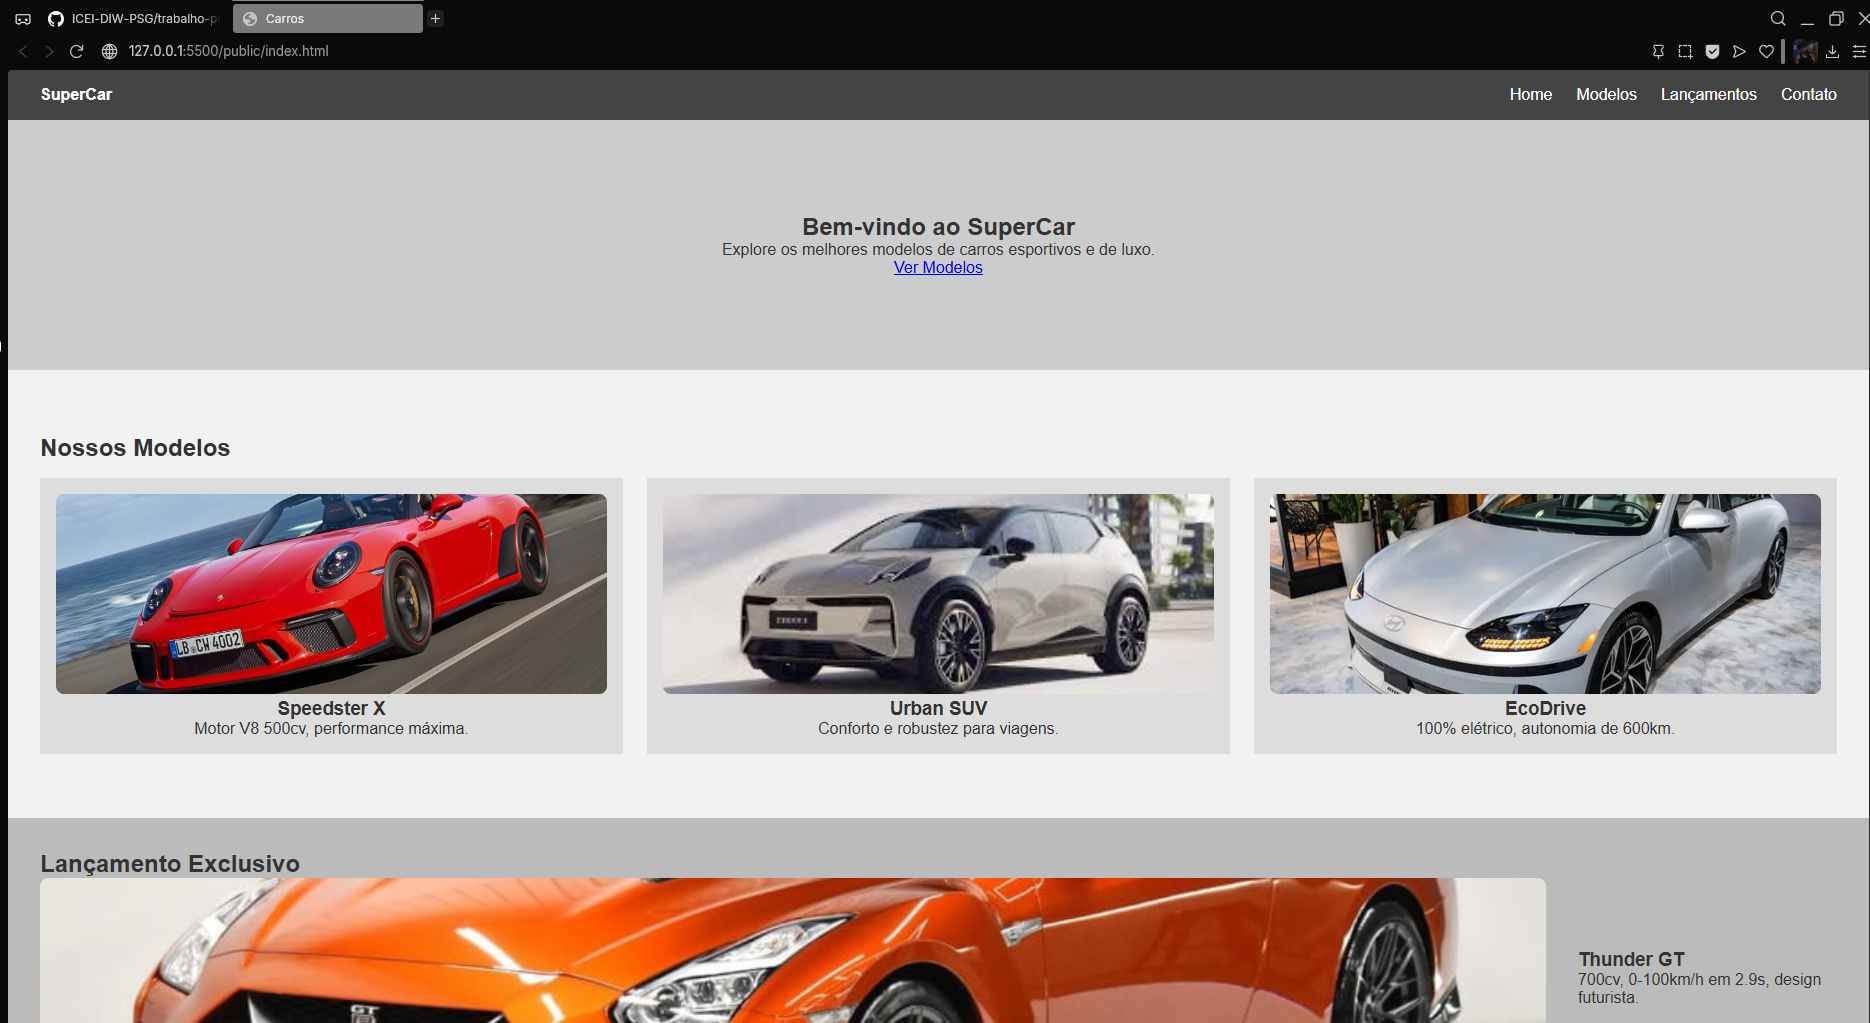 ICEI-DIW-PSG/trabalho-p
Carros
127.0.0.1:5500/public/index.html
SuperCar
Home
Modelos
Lançamentos
Contato
Bem-vindo ao SuperCar
Explore os melhores modelos de carros esportivos e de luxo.
Ver Modelos
Nossos Modelos
LB CW 4002
Speedster X
Motor V8 500cv, performance máxima.
Urban SUV
Conforto e robustez para viagens.
EcoDrive
100% elétrico, autonomia de 600km.
Lançamento Exclusivo
GT
Thunder GT
700cv, 0-100km/h em 2.9s, design
futurista.